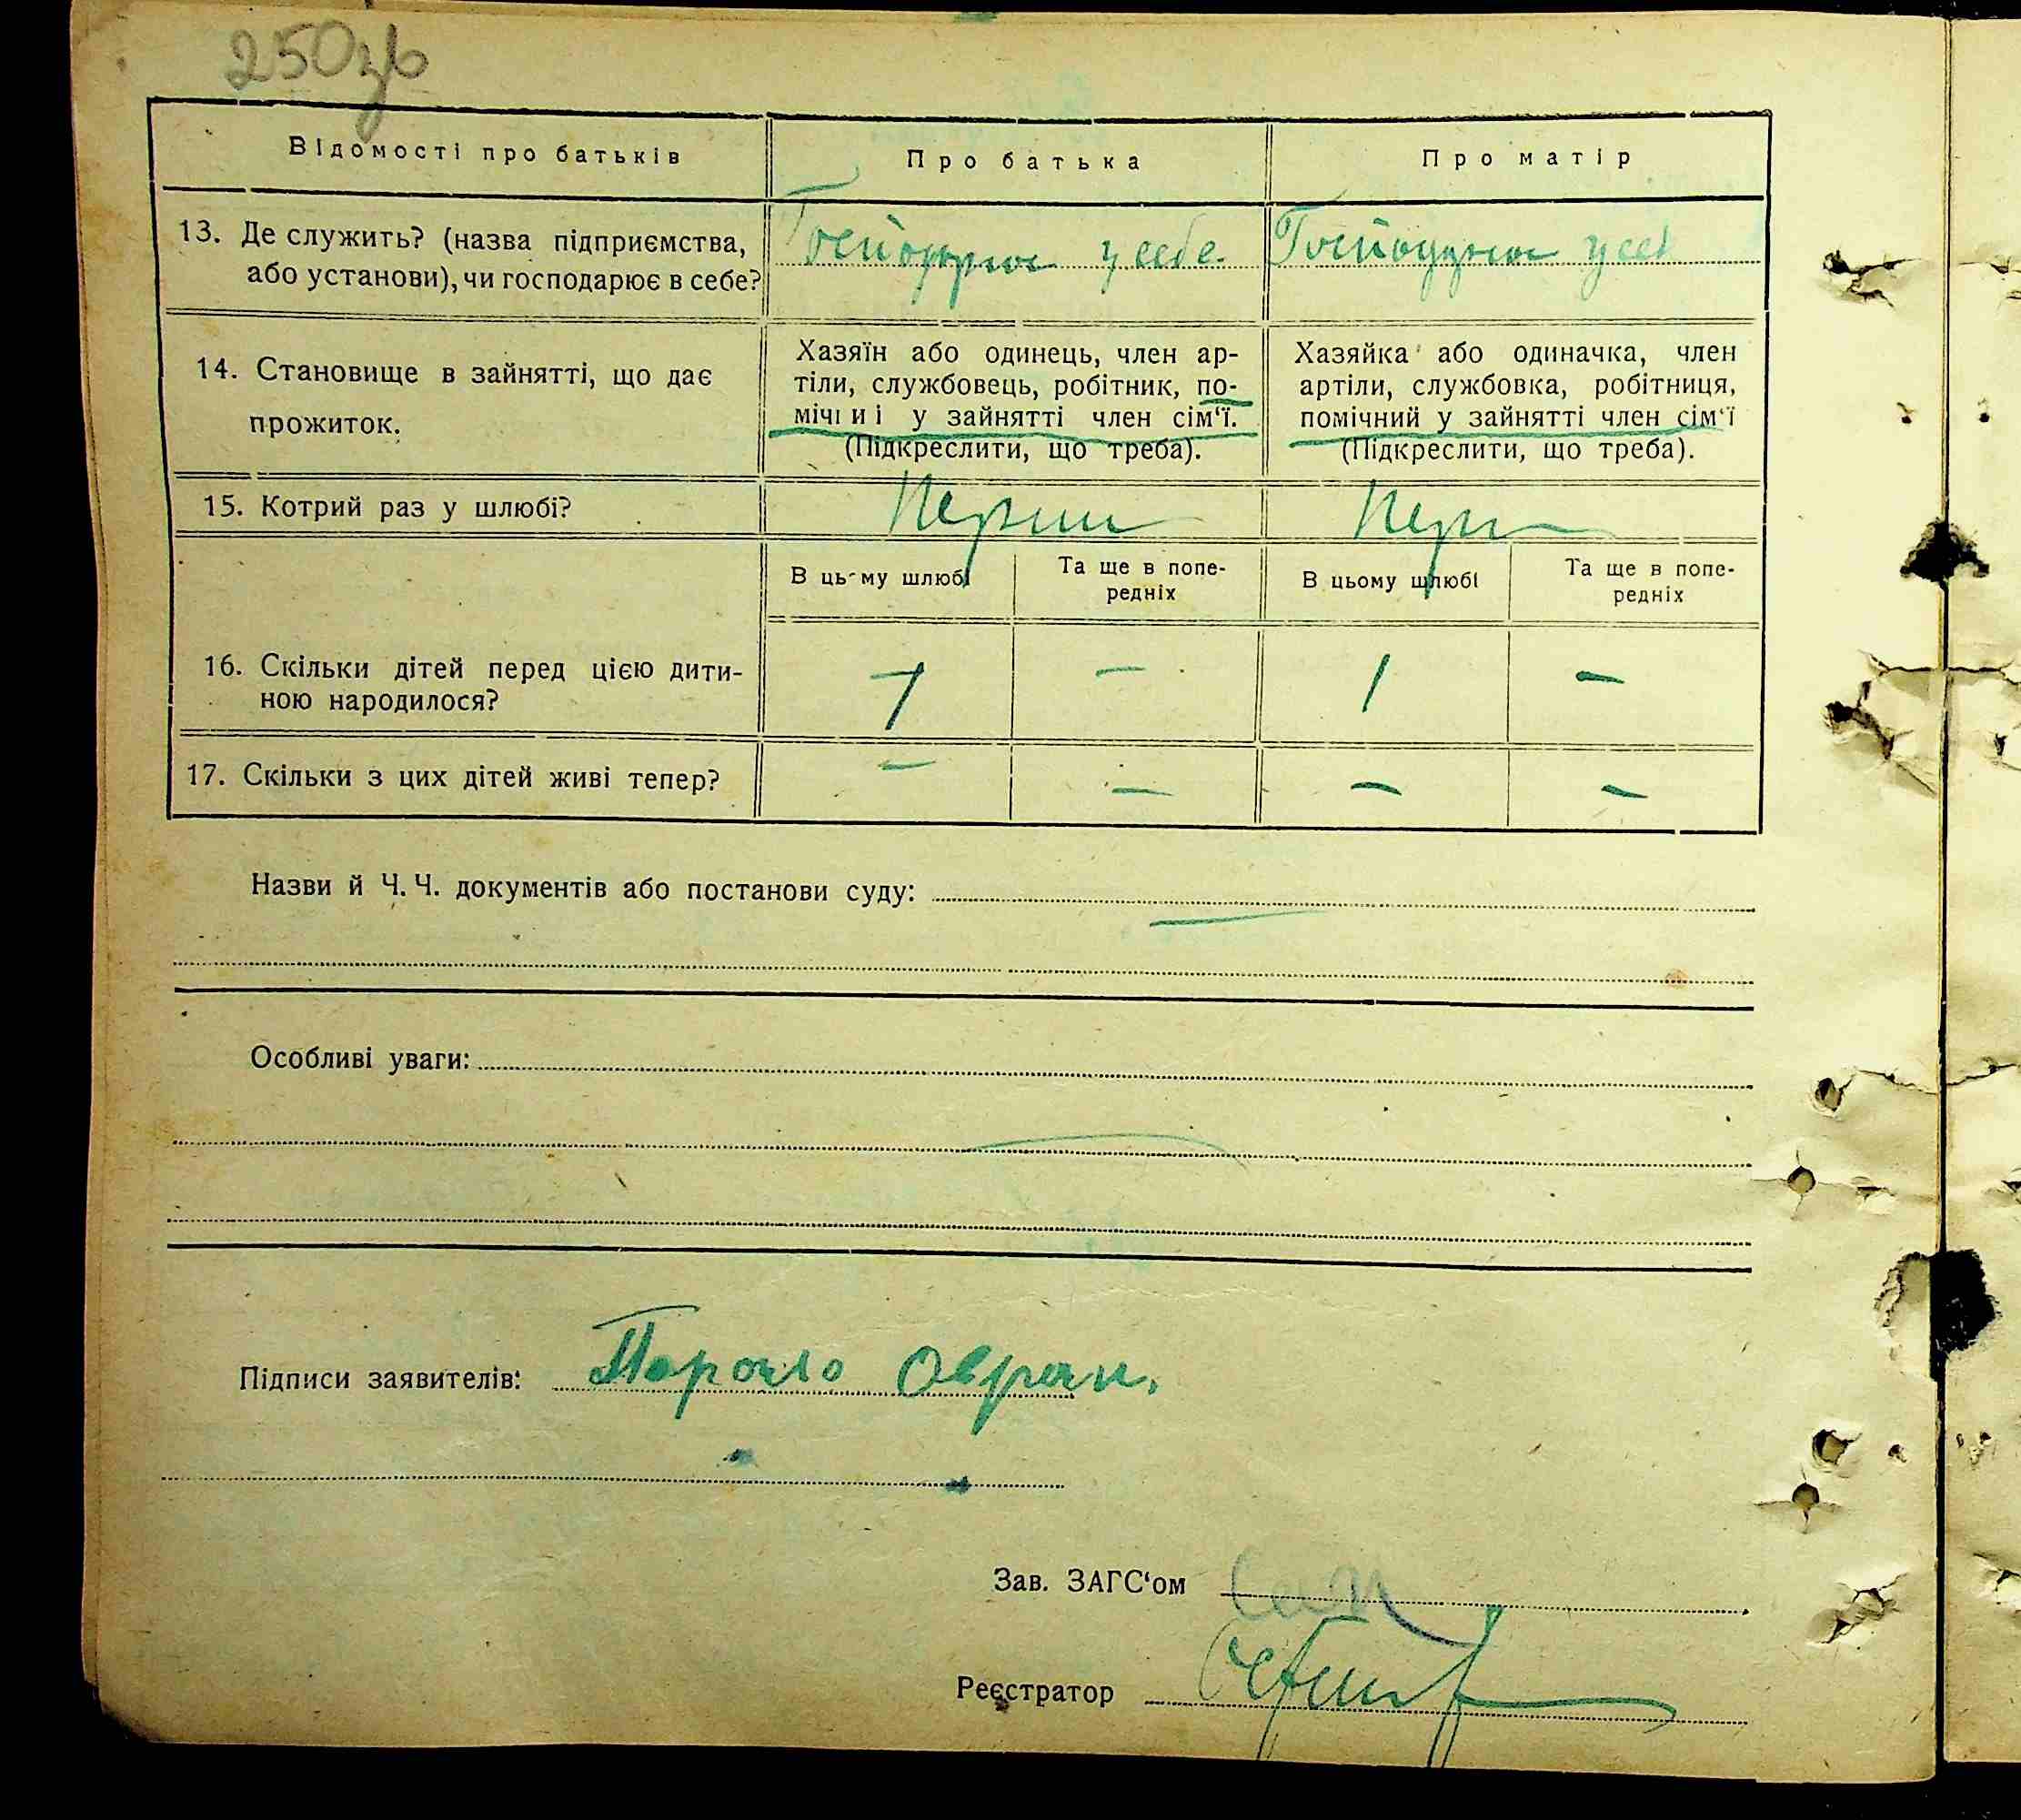 250зв
Відомості про батьків
Про батька
Про матір
13. Де служить? (назва підприємства,
або установи), чи господарює в себе?
Господарює у себе.
Господарює у себ
14. Становище в зайнятті, що дає
прожиток.
Хазяїн або одинець, член ар-
тіли, службовець, робітник, по-
мічниі у зайнятті член сім'ї.
(Підкреслити, що треба).
Хазяйка або одиначка, член
артіли, службовка, робітниця,
помічний у зайнятті член сім'ї
(Підкреслити, що треба).
15. Котрий раз у шлюбі?
Перши
Пер
В цьому шлюбі
Та ще в попе-
редніх
В цьому шлюбі
Та ще в попе-
редніх
16. Скільки дітей перед цією дити-
ною народилося?
1 — 1 —
17. Скільки з цих дітей живі тепер?
— — — —
Назви й Ч. Ч. документів або постанови суду: —
Особливі уваги: —
Підписи заявителів:
Зав. ЗАГС'ом
Реєстратор